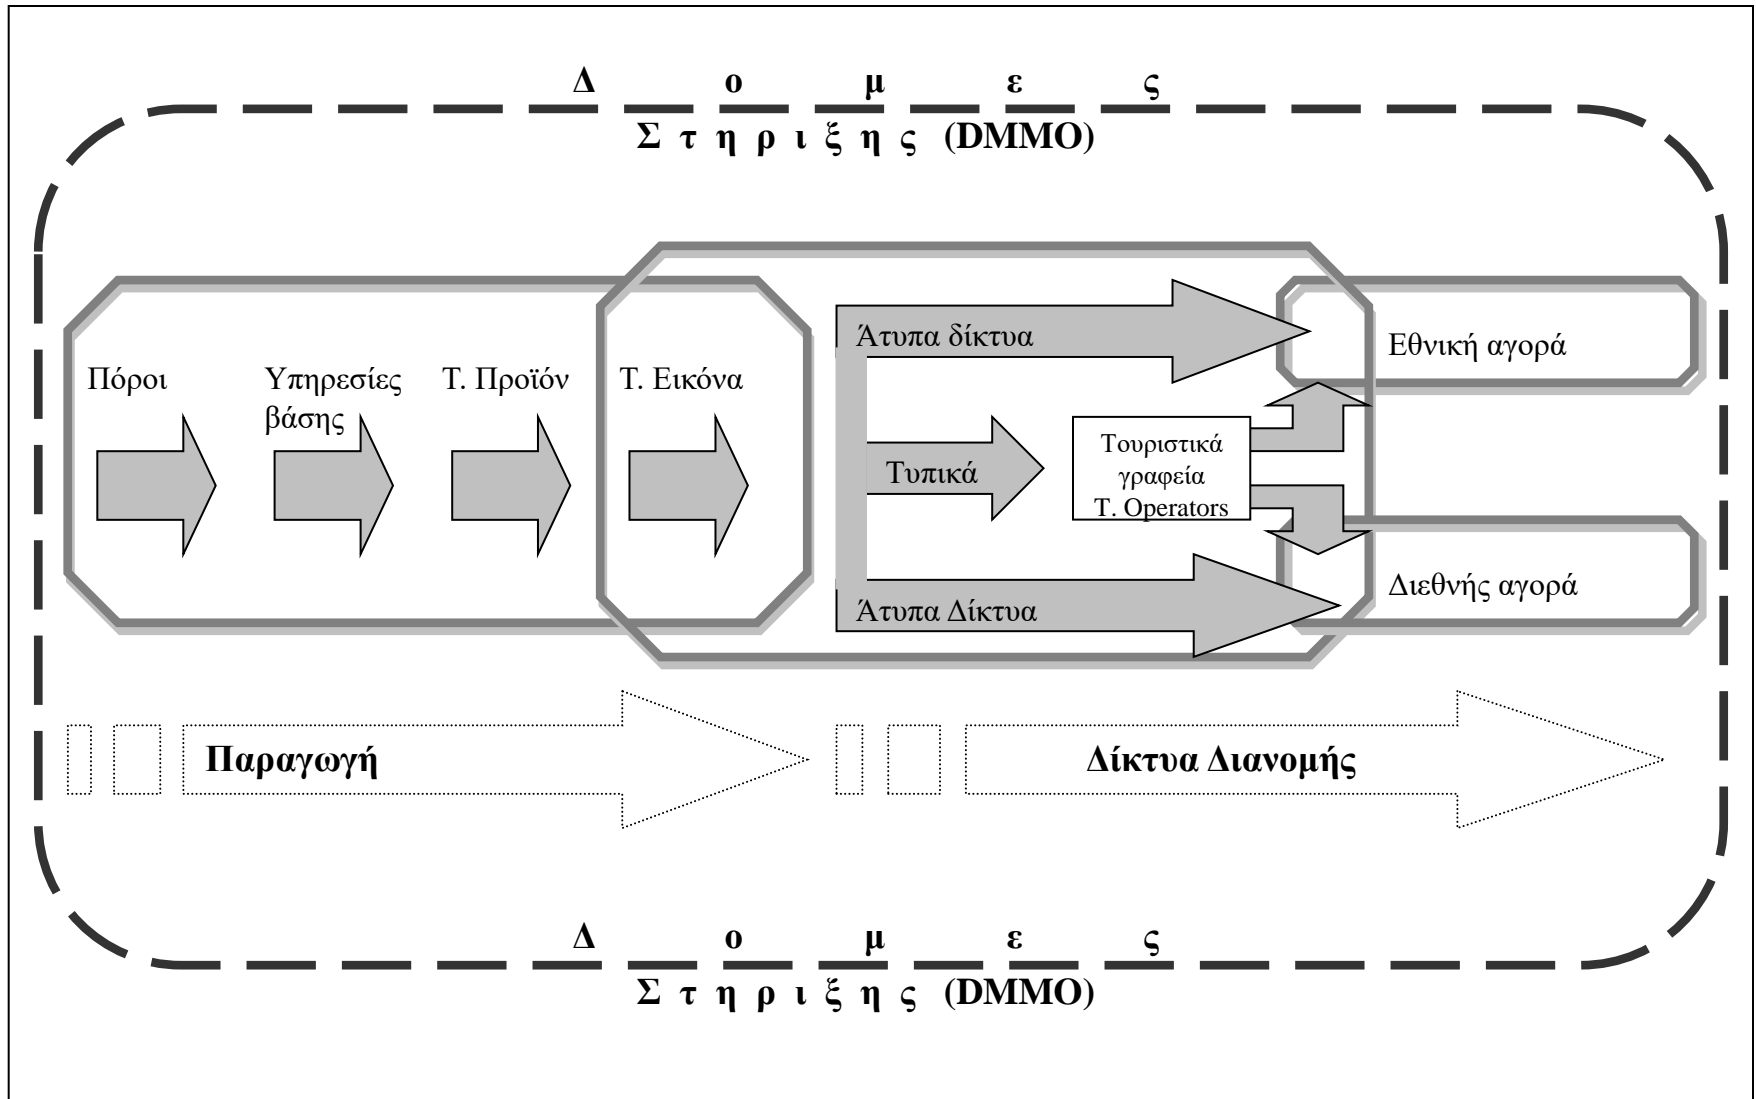 Δ ο μ ε ς
Σ τ η ρ ι ξ η ς (DMMO)
Πόροι
Υπηρεσίες
βάσης
Τ. Προϊόν
Τ. Εικόνα
Άτυπα δίκτυα
Τυπικά
Άτυπα Δίκτυα
Τουριστικά
γραφεία
T. Operators
Εθνική αγορά
Διεθνής αγορά
Παραγωγή
Δίκτυα Διανομής
Δ ο μ ε ς
Σ τ η ρ ι ξ η ς (DMMO)